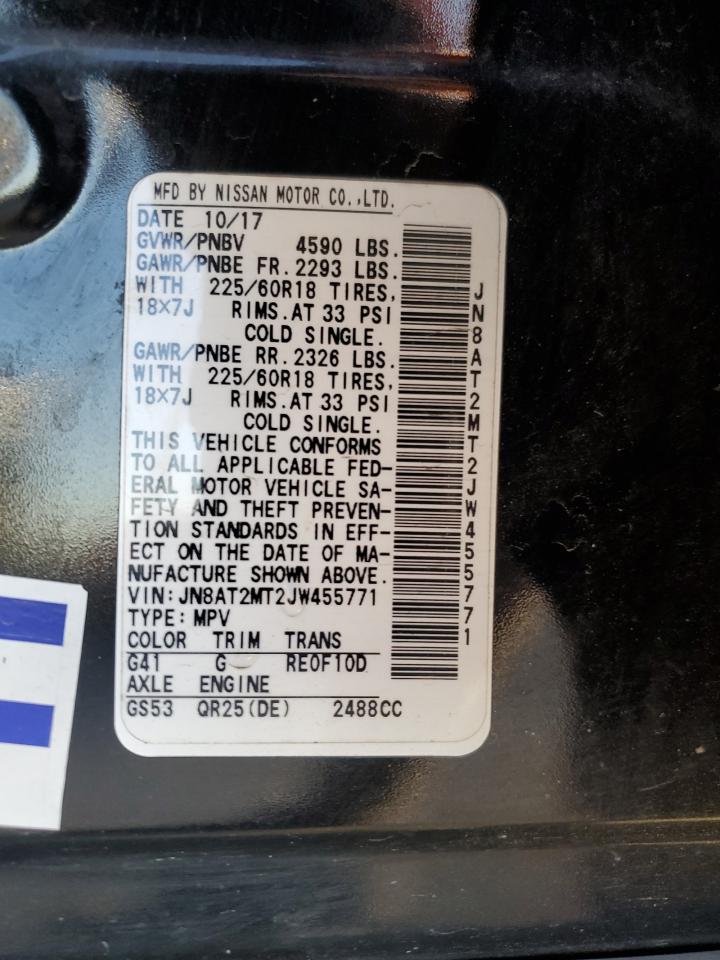 MFD BY NISSAN MOTOR CO.,LTD.
DATE 10/17
GVWR/PNBV 4590 LBS.
GAWR/PNBE FR.2293 LBS.
WITH 225/60R18 TIRES,
18×7J RIMS.AT 33 PSI
COLD SINGLE.
GAWR/PNBE RR.2326 LBS.
WITH 225/60R18 TIRES,
18×7J RIMS.AT 33 PSI
COLD SINGLE.
THIS VEHICLE CONFORMS
TO ALL APPLICABLE FED-
ERAL MOTOR VEHICLE SA-
FETY AND THEFT PREVEN-
TION STANDARDS IN EFF-
ECT ON THE DATE OF MA-
NUFACTURE SHOWN ABOVE.
VIN:JN8AT2MT2JW455771
TYPE:MPV
COLOR TRIM TRANS
G41 G RE0F10D
AXLE ENGINE
GS53 QR25(DE) 2488CC
JN8AT2MT2JW455771